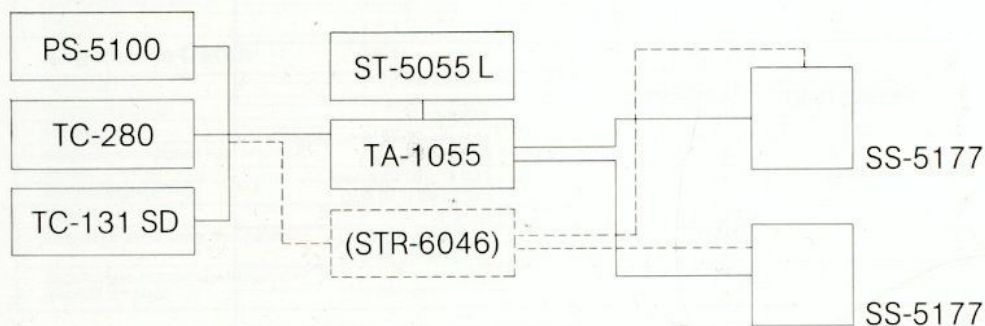 PS-5100
ST-5055 L
TC-280
TA-1055
SS-5177
TC-131 SD
(STR-6046)
SS-5177